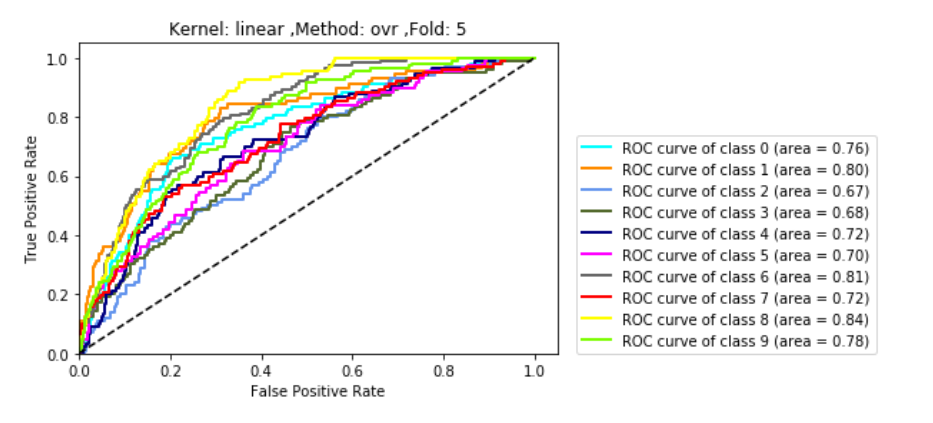 Kernel: linear ,Method: ovr ,Fold: 5
True Positive Rate
1.0
0.8
0.6
0.4
0.2
0.0
0.0 0.2 0.4 0.6 0.8 1.0
False Positive Rate
ROC curve of class 0 (area = 0.76)
ROC curve of class 1 (area = 0.80)
ROC curve of class 2 (area = 0.67)
ROC curve of class 3 (area = 0.68)
ROC curve of class 4 (area = 0.72)
ROC curve of class 5 (area = 0.70)
ROC curve of class 6 (area = 0.81)
ROC curve of class 7 (area = 0.72)
ROC curve of class 8 (area = 0.84)
ROC curve of class 9 (area = 0.78)